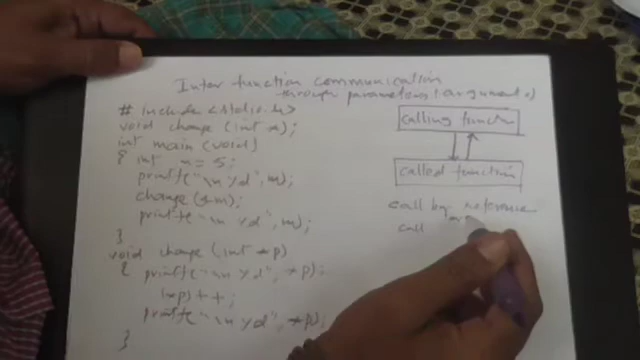 Inter function communication
through parameters (arguments)
# include <stdio.h>
void change (int *);
int main (void)
{ int m = 5;
printf("\n %d", m);
change (&m);
printf("\n %d", m);
}
void change (int *p)
{ printf("\n %d", *p);
(*p)++;
printf("\n %d", *p);
}
calling function
called function
call by reference
or
call